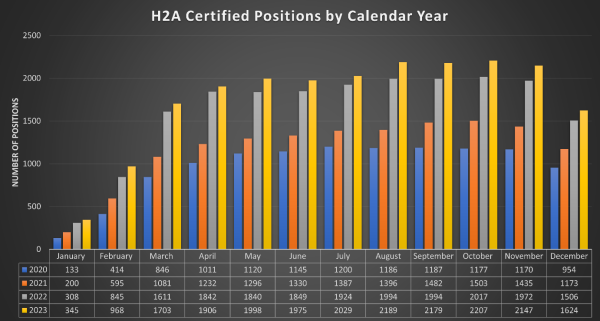 H2A Certified Positions by Calendar Year
2500
2000
1500
1000
500
0
NUMBER OF POSITIONS
January February March April May June July August September October November December
2020 133 414 846 1011 1120 1145 1200 1186 1187 1177 1170 954
2021 200 595 1081 1232 1296 1330 1387 1396 1482 1503 1435 1173
2022 308 845 1611 1842 1840 1849 1924 1994 1994 2017 1972 1506
2023 345 968 1703 1906 1998 1975 2029 2189 2179 2207 2147 1624